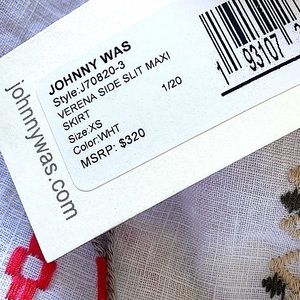 JOHNNY WAS
Style:J70820-3
VERENA SIDE SLIT MAXI
SKIRT 1/20
Size:XS
Color:WHT
MSRP: $320
johnnywas.com
1 93107